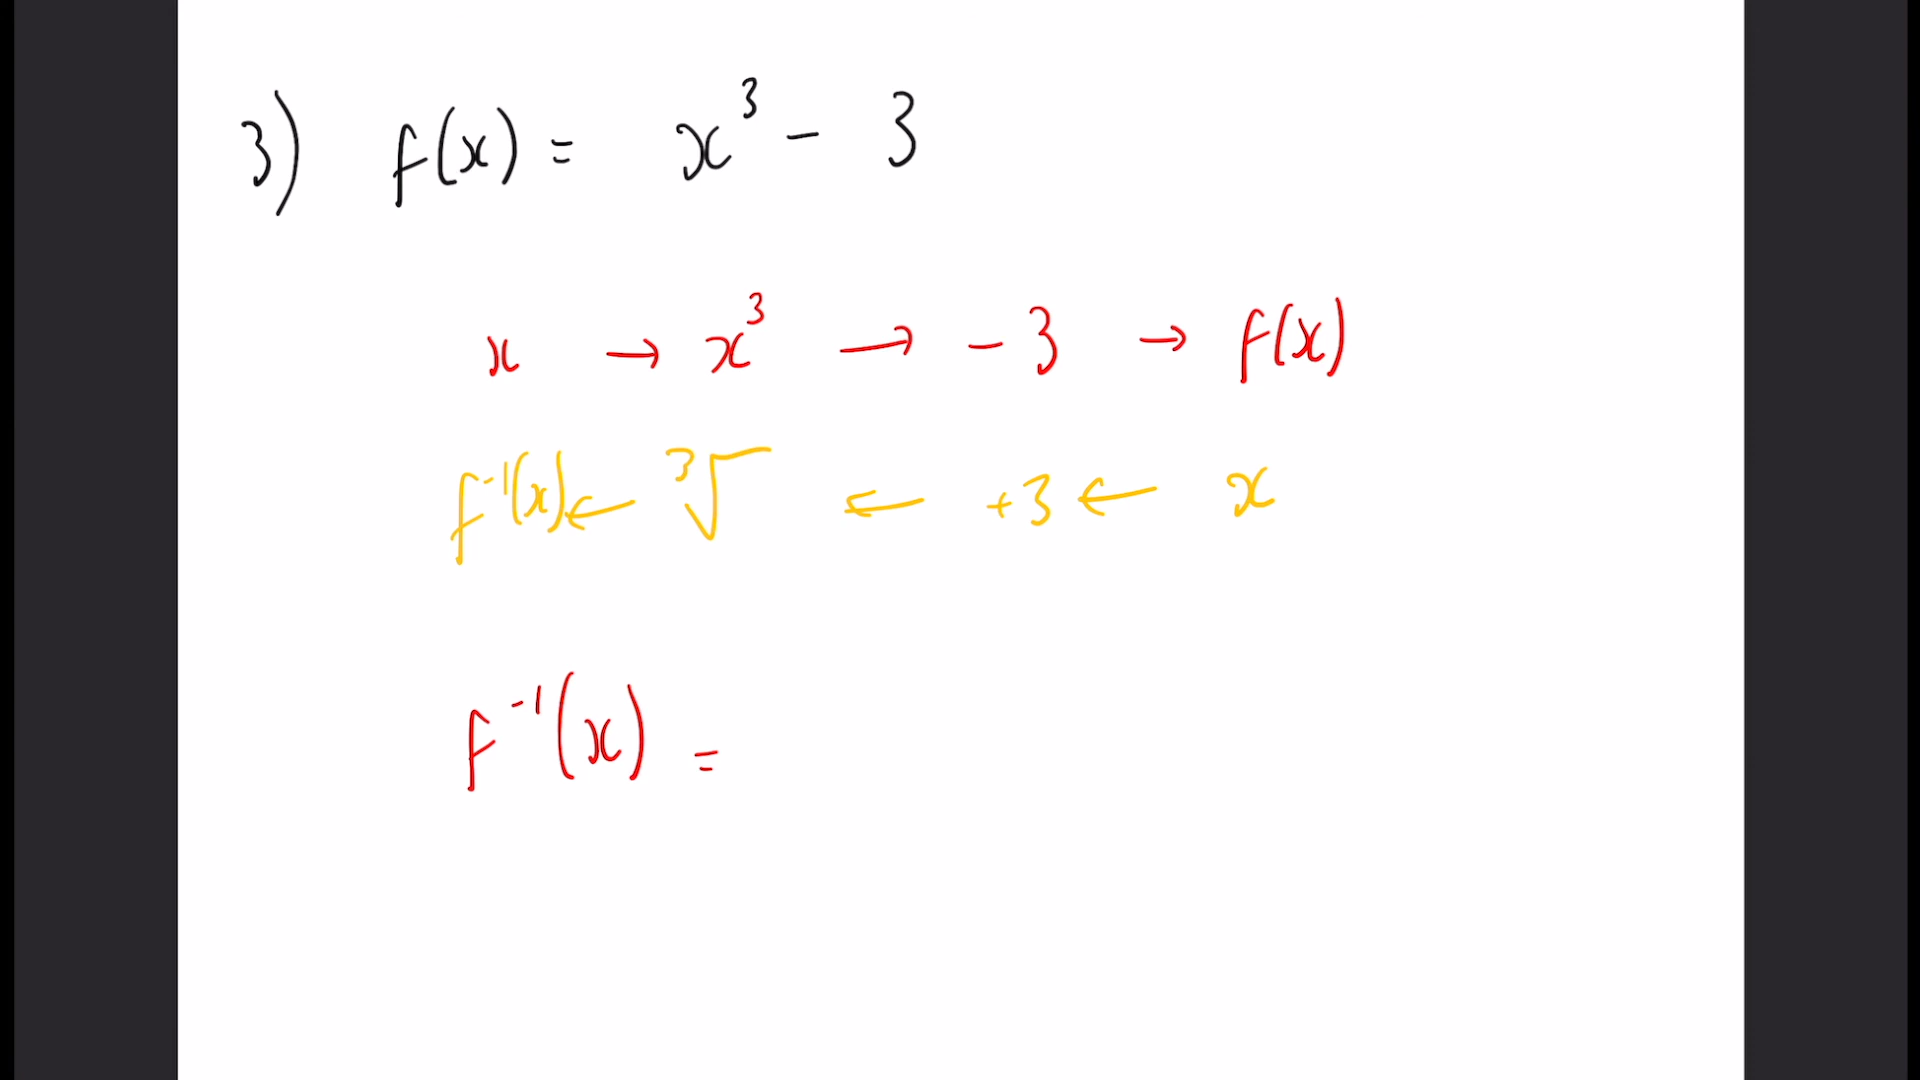 3) f(x) = x³ - 3
x → x³ → - 3 → f(x)
f⁻¹(x) ← ³√ ← +3 ← x
f⁻¹(x) =